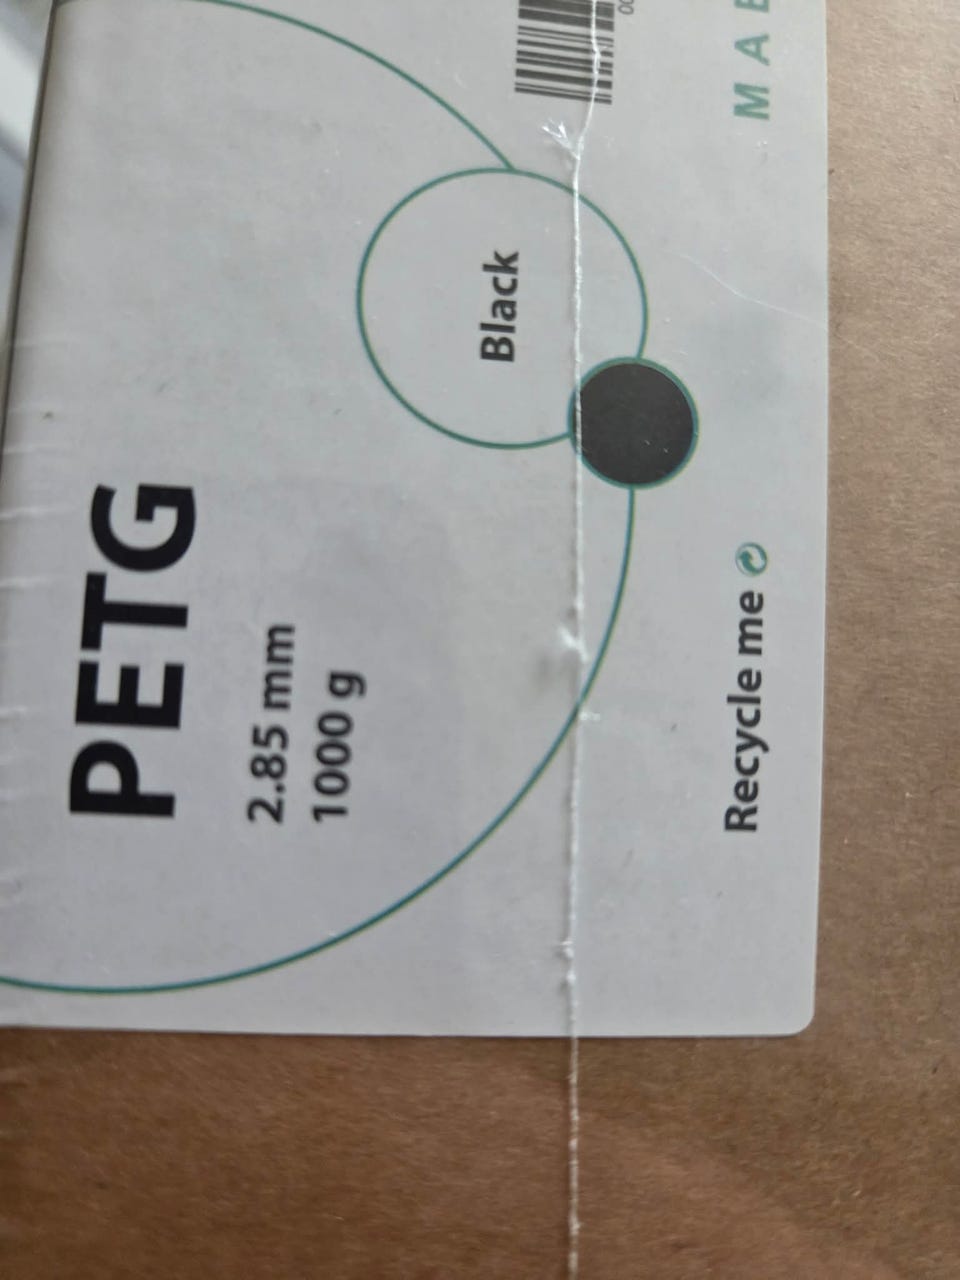 PETG
2.85 mm
1000 g
Black
Recycle me